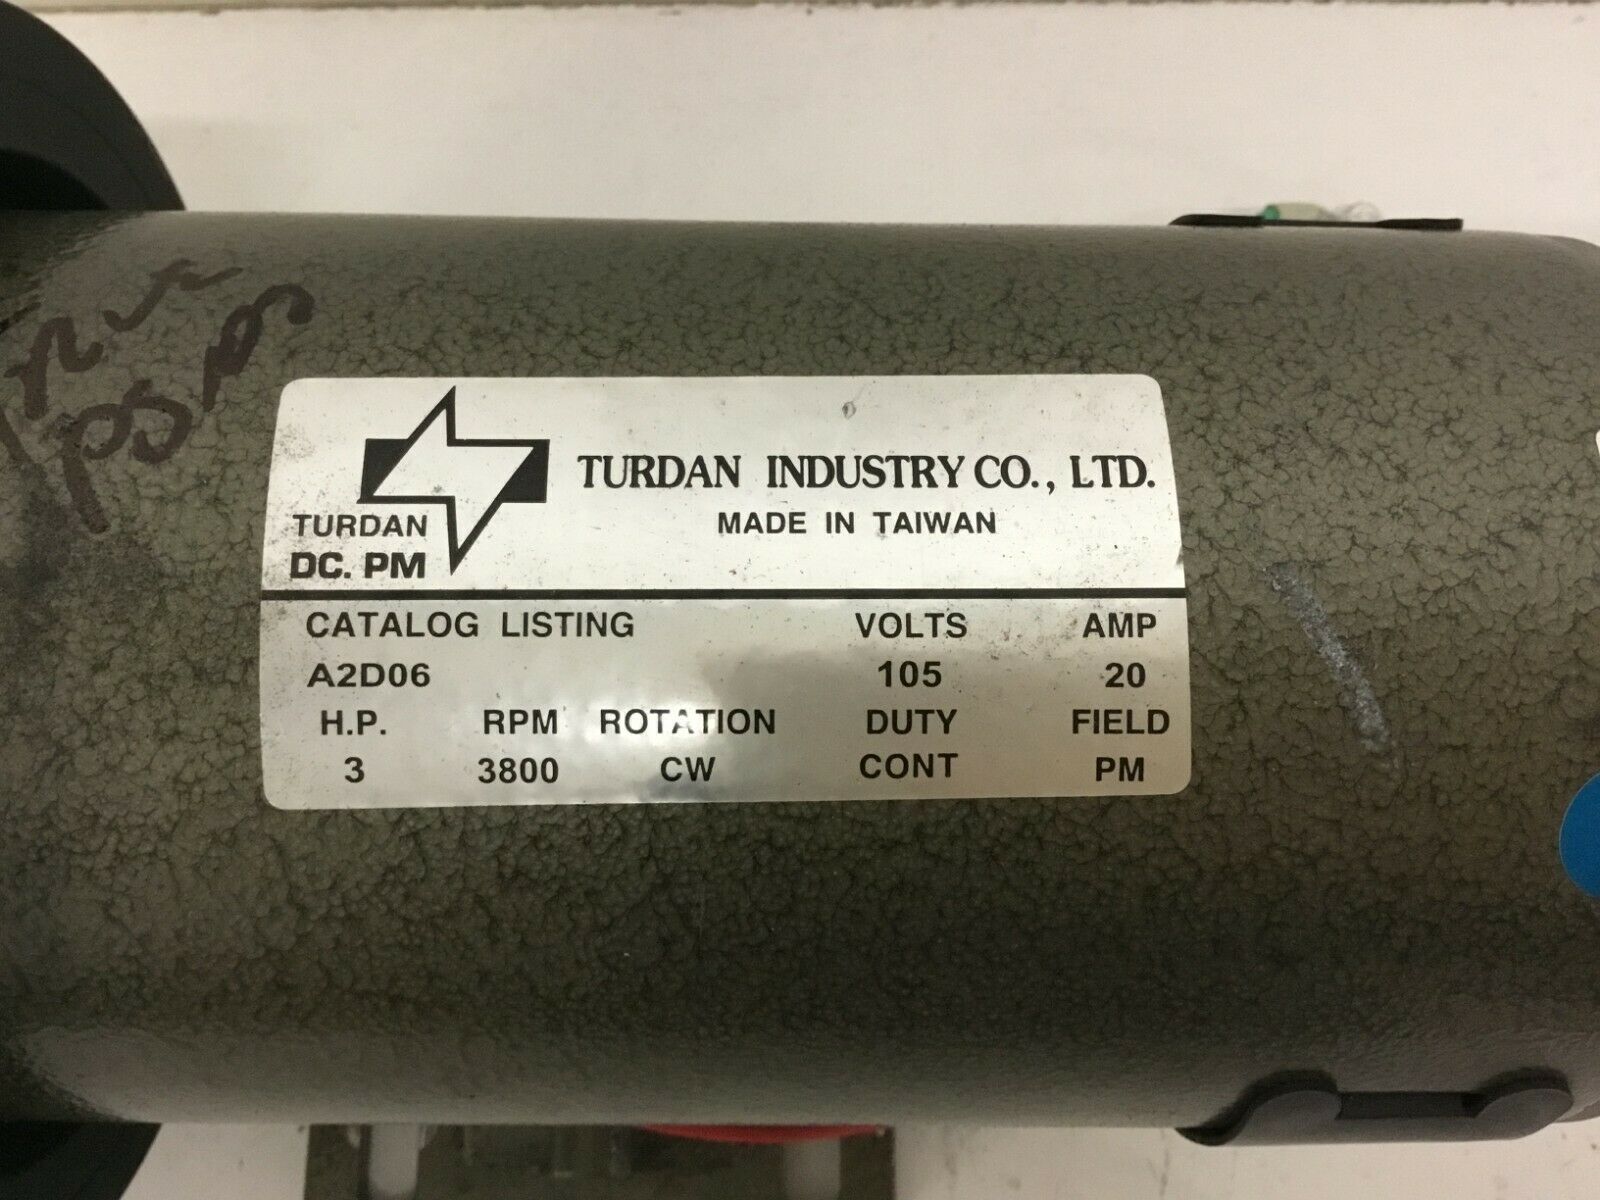 TURDAN INDUSTRY CO., LTD.
MADE IN TAIWAN
TURDAN
DC. PM
CATALOG LISTING VOLTS AMP
A2D06 105 20
H.P. RPM ROTATION DUTY FIELD
3 3800 CW CONT PM